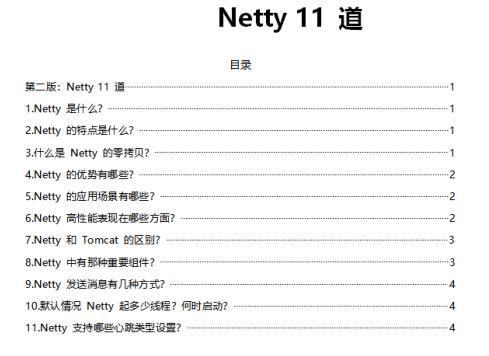 Netty 11 道
目录
第二版：Netty 11 道 1
1.Netty 是什么？ 1
2.Netty 的特点是什么？ 1
3.什么是 Netty 的零拷贝？ 1
4.Netty 的优势有哪些？ 2
5.Netty 的应用场景有哪些？ 2
6.Netty 高性能表现在哪些方面？ 2
7.Netty 和 Tomcat 的区别？ 3
8.Netty 中有那种重要组件？ 3
9.Netty 发送消息有几种方式？ 4
10.默认情况 Netty 起多少线程？何时启动？ 4
11.Netty 支持哪些心跳类型设置？ 4